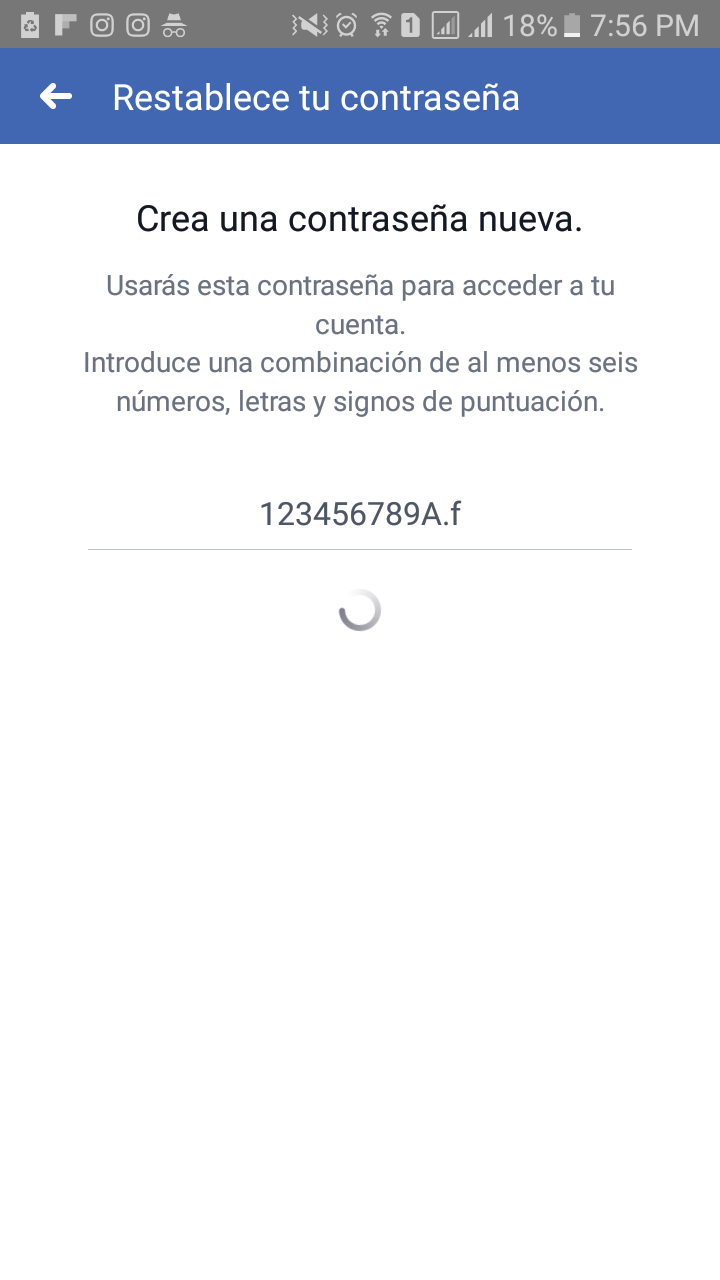 18% 7:56 PM
Restablece tu contraseña
Crea una contraseña nueva.
Usarás esta contraseña para acceder a tu
cuenta.
Introduce una combinación de al menos seis
números, letras y signos de puntuación.
123456789A.f